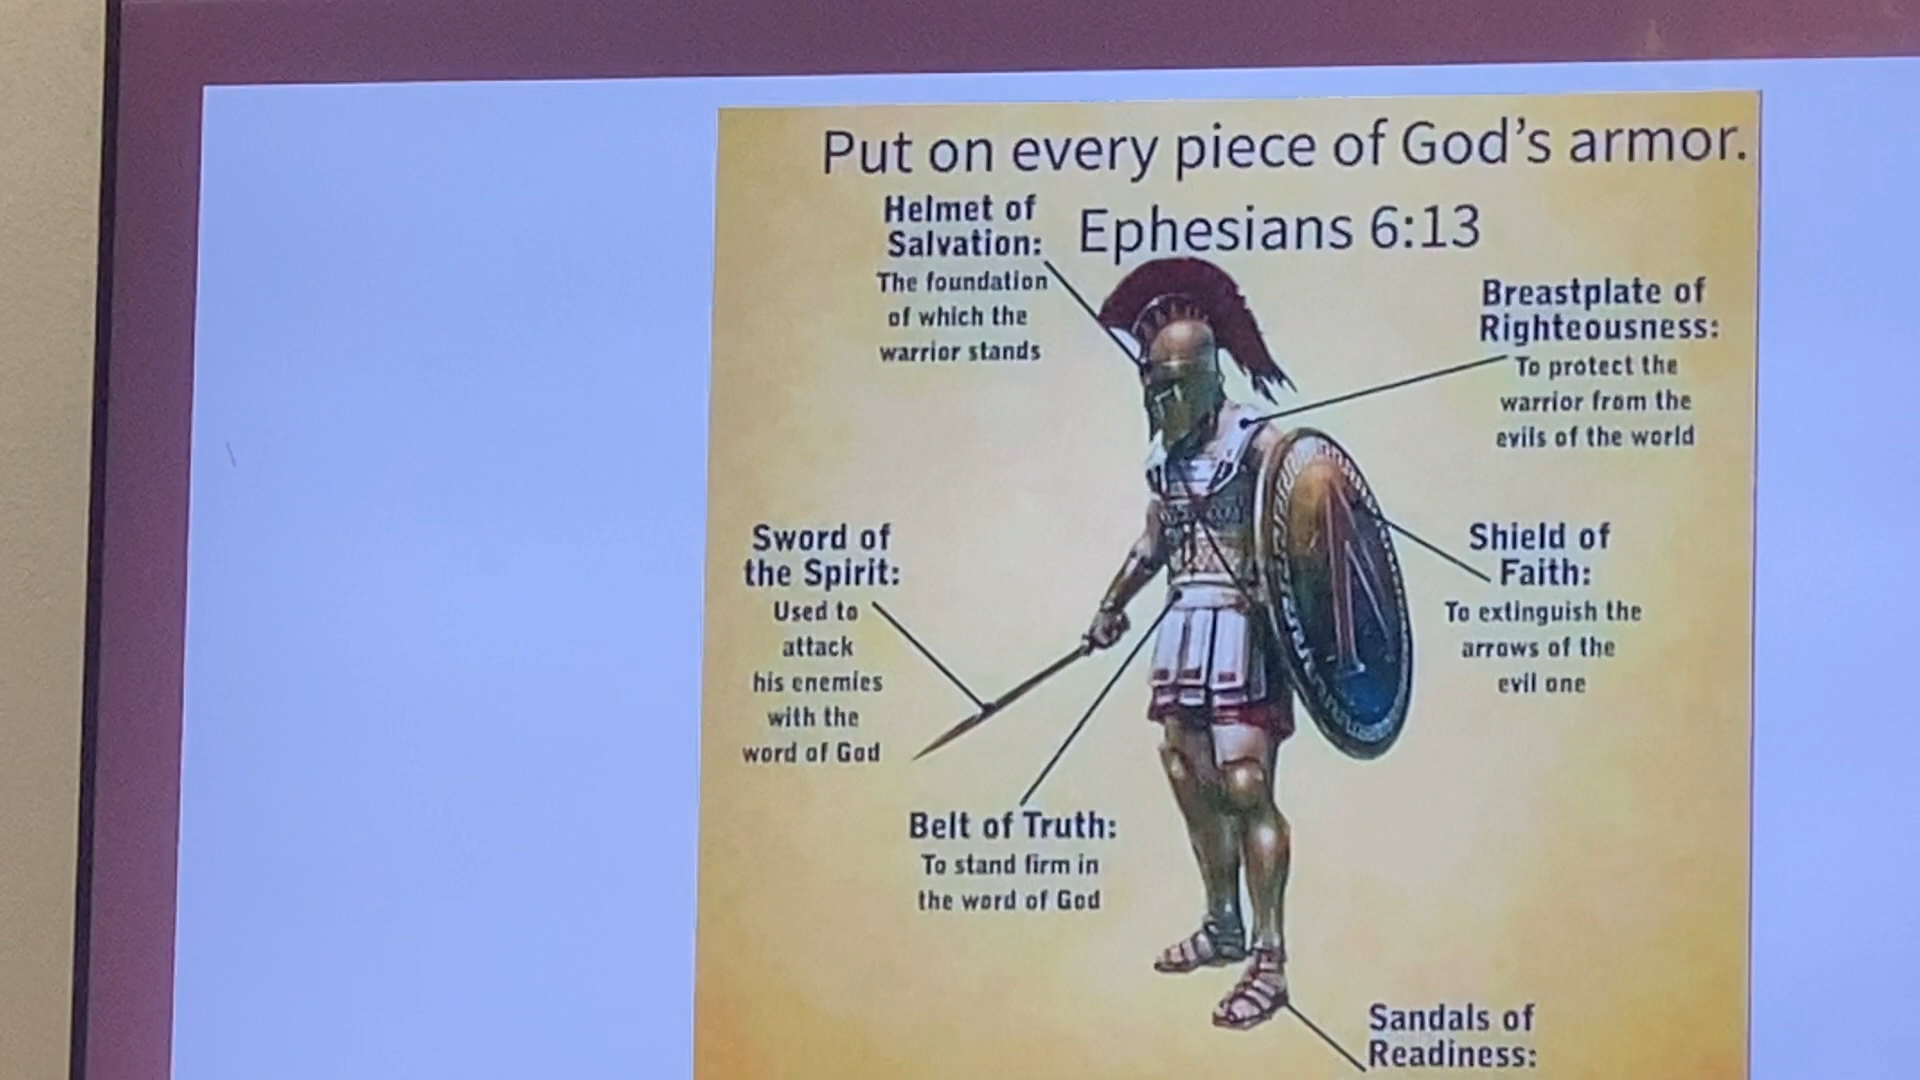 Put on every piece of God's armor.
Ephesians 6:13
Helmet of
Salvation:
The foundation
of which the
warrior stands
Breastplate of
Righteousness:
To protect the
warrior from the
evils of the world
Sword of
the Spirit:
Used to
attack
his enemies
with the
word of God
Shield of
Faith:
To extinguish the
arrows of the
evil one
Belt of Truth:
To stand firm in
the word of God
Sandals of
Readiness: